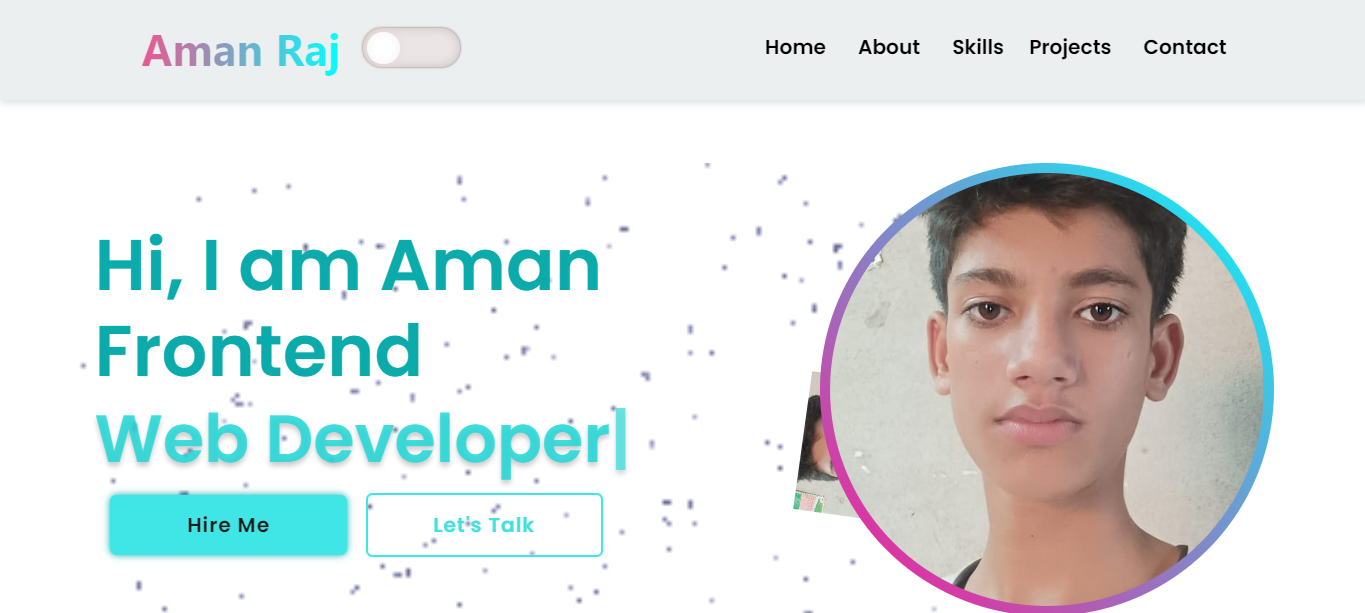 Aman Raj
Home About Skills Projects Contact
Hi, I am Aman
Frontend
Web Developer|
Hire Me
Let's Talk